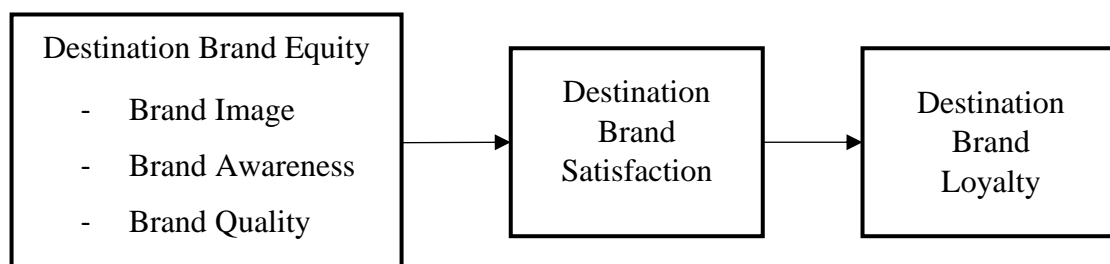 Destination Brand Equity
- Brand Image
- Brand Awareness
- Brand Quality
Destination
Brand
Satisfaction
Destination
Brand
Loyalty